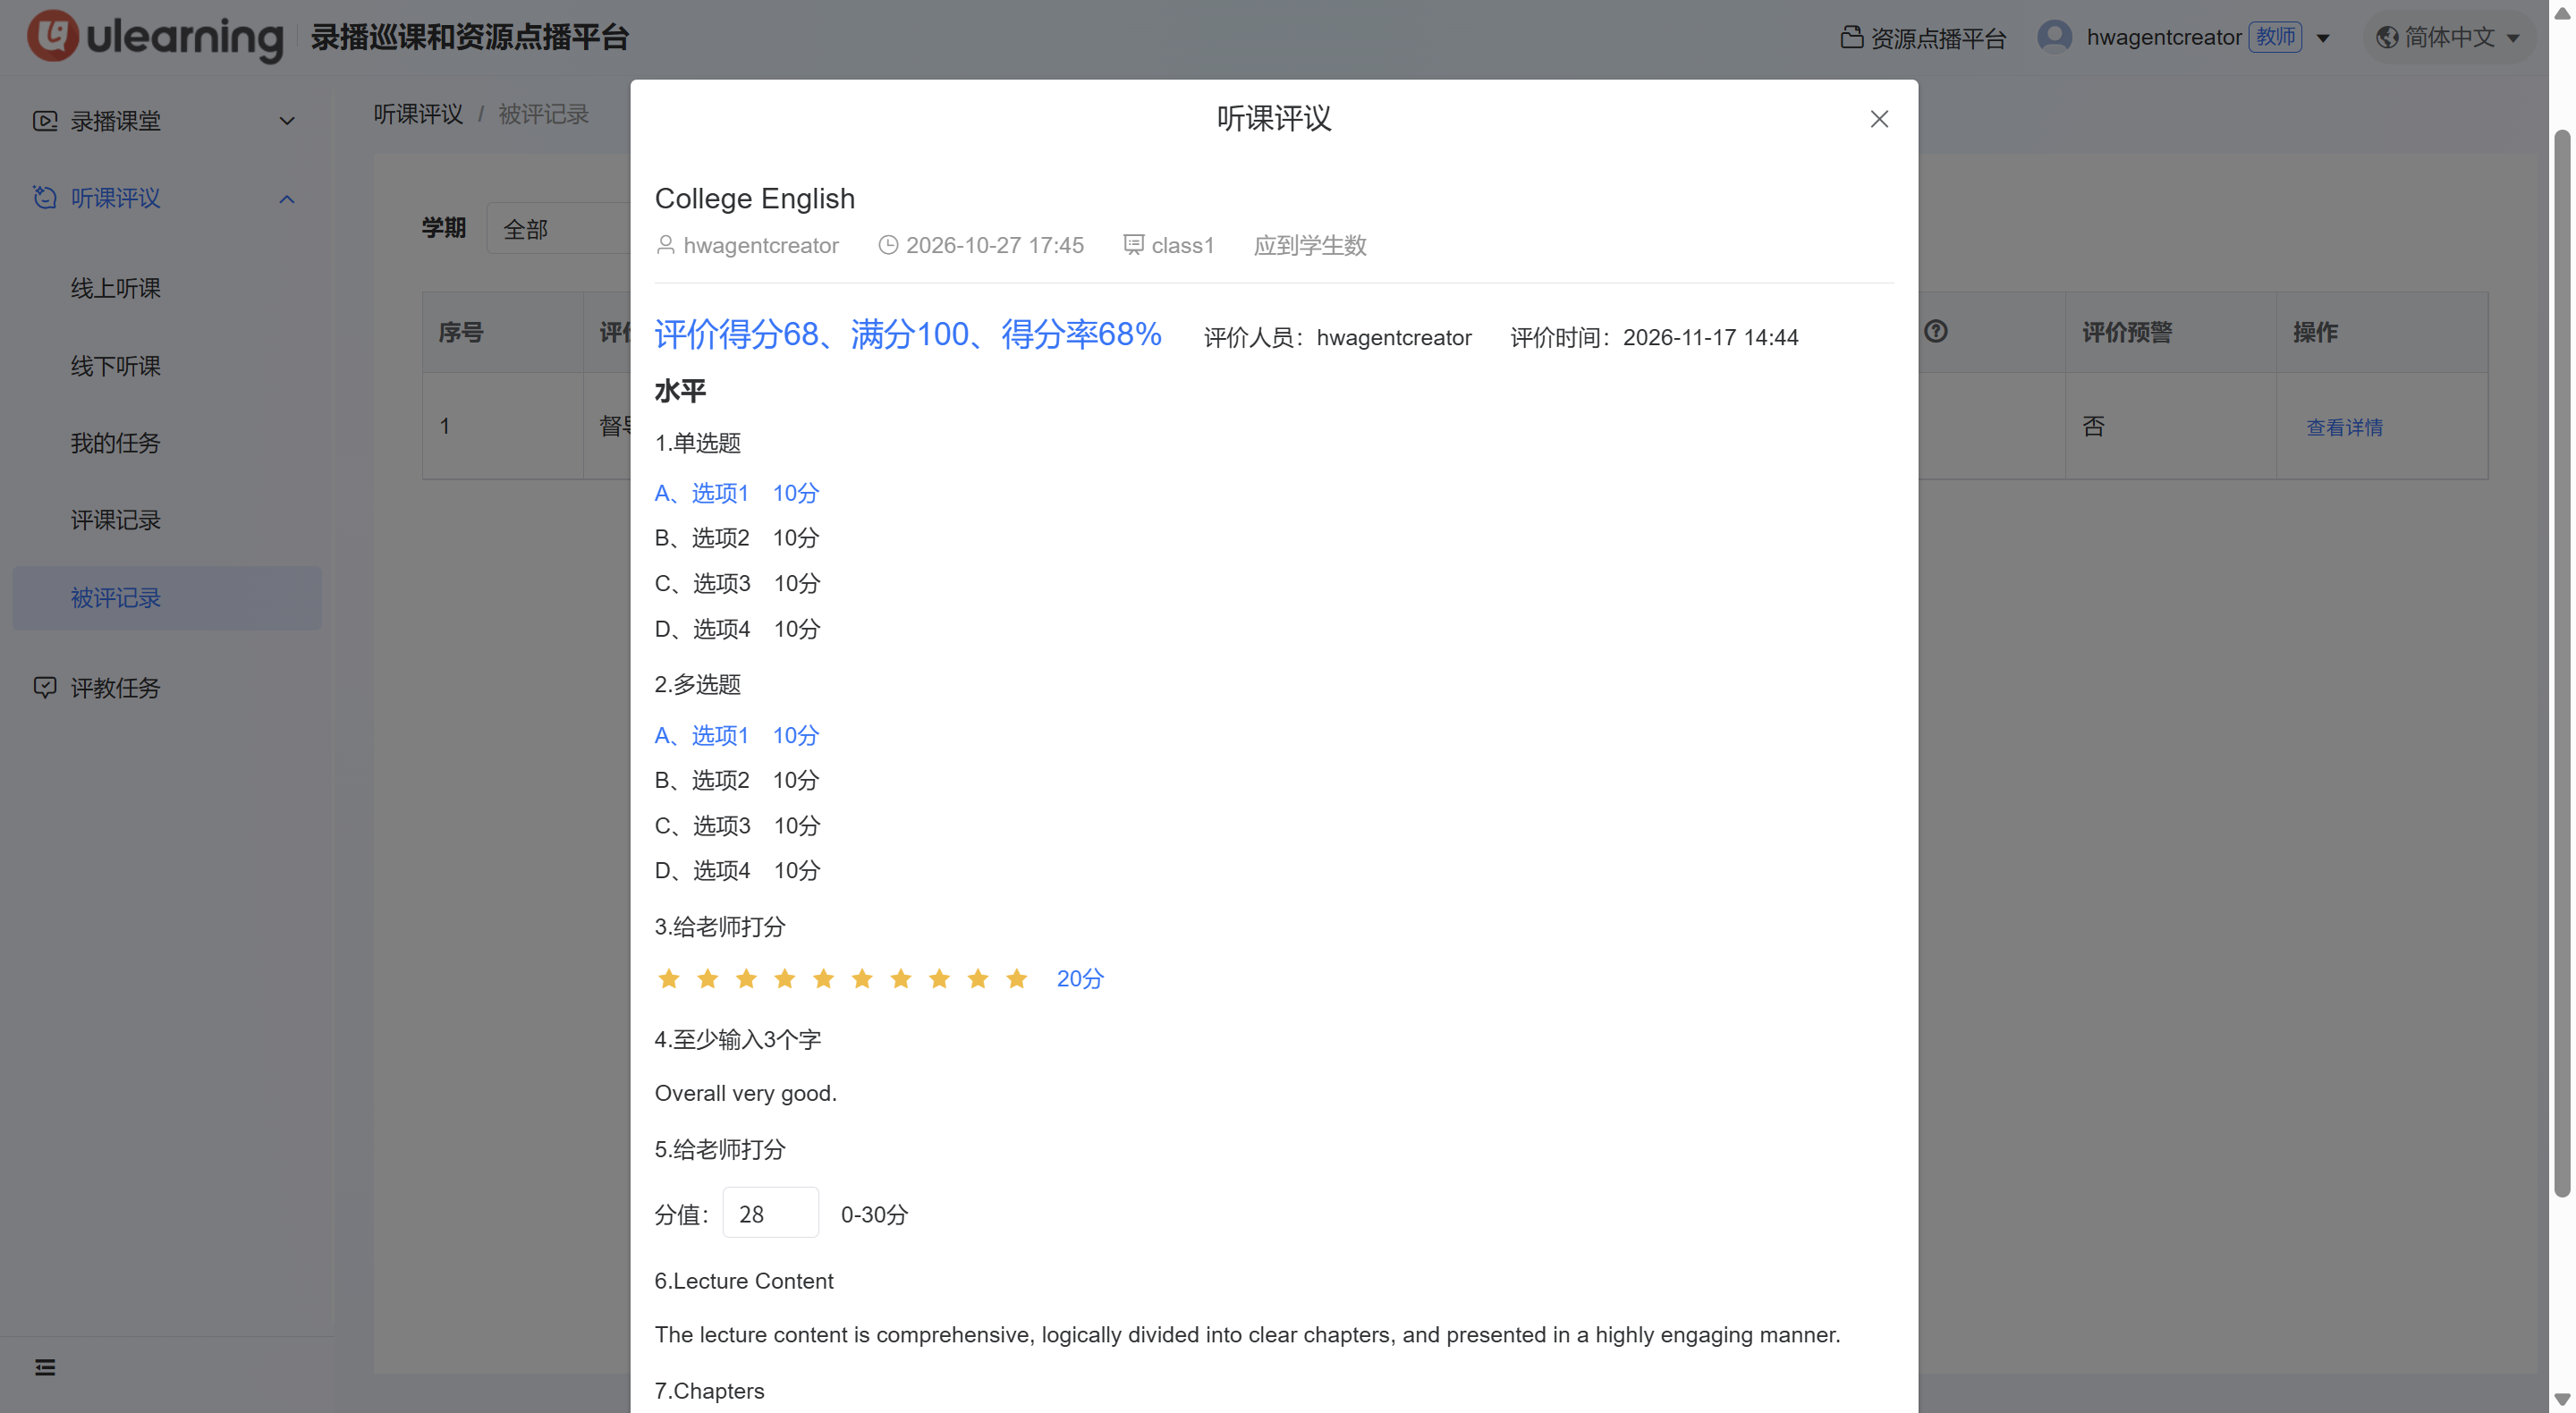 ulearning 录播巡课和资源点播平台 资源点播平台 hwagentcreator 教师 简体中文
录播课堂
听课评议
线上听课
线下听课
我的任务
评课记录
被评记录
评教任务
听课评议 / 被评记录
学期 全部
序号 评价预警 操作
1 否 查看详情
听课评议
College English
hwagentcreator 2026-10-27 17:45 class1 应到学生数
评价得分68、满分100、得分率68% 评价人员：hwagentcreator 评价时间：2026-11-17 14:44
水平
1.单选题
A、选项1 10分
B、选项2 10分
C、选项3 10分
D、选项4 10分
2.多选题
A、选项1 10分
B、选项2 10分
C、选项3 10分
D、选项4 10分
3.给老师打分
20分
4.至少输入3个字
Overall very good.
5.给老师打分
分值： 28 0-30分
6.Lecture Content
The lecture content is comprehensive, logically divided into clear chapters, and presented in a highly engaging manner.
7.Chapters